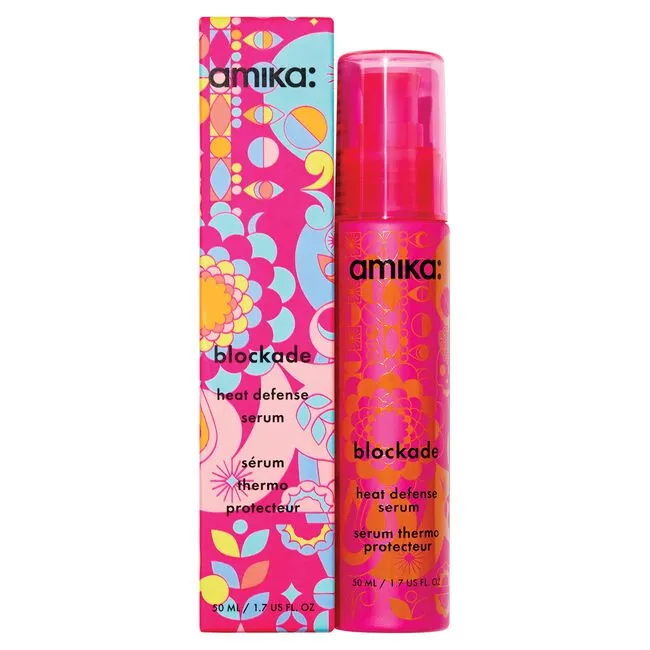 amika:
blockade
heat defense
serum
sérum
thermo
protecteur
50 ML / 1.7 US FL. OZ
amika:
blockade
heat defense
serum
sérum thermo
protecteur
50 ML / 1.7 US FL. OZ